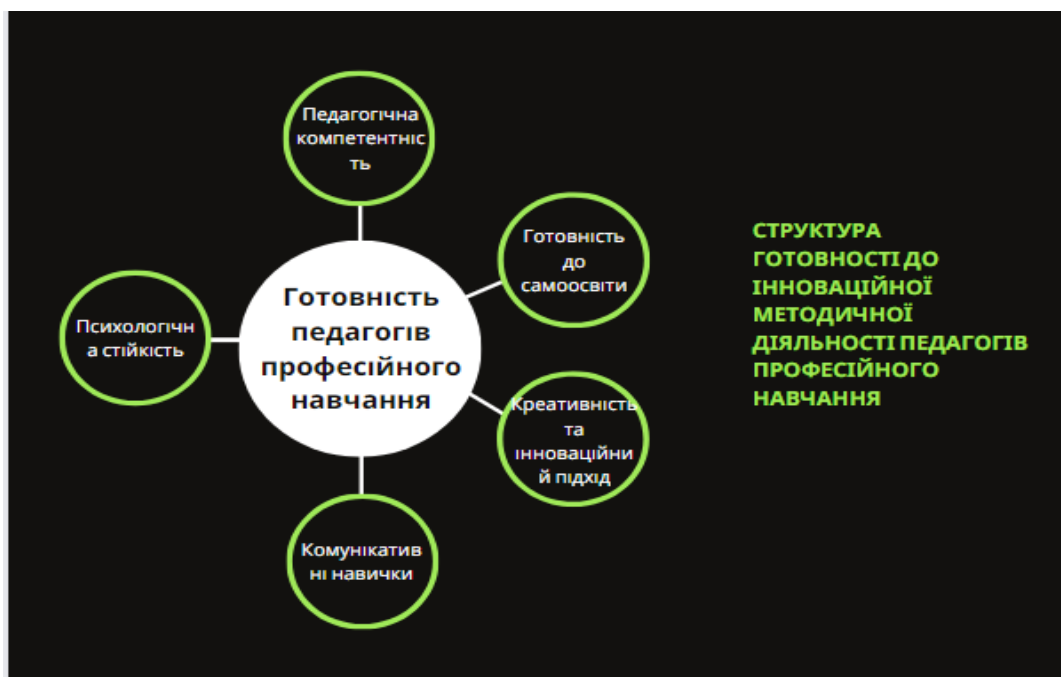 Педагогічна
компетентніс
ть
Готовність
до
самоосвіти
Готовність
педагогів
професійного
навчання
Психологічн
а стійкість
Креативність
та
інноваційни
й підхід
Комунікатив
ні навички
СТРУКТУРА
ГОТОВНОСТІ ДО
ІННОВАЦІЙНОЇ
МЕТОДИЧНОЇ
ДІЯЛЬНОСТІ ПЕДАГОГІВ
ПРОФЕСІЙНОГО
НАВЧАННЯ